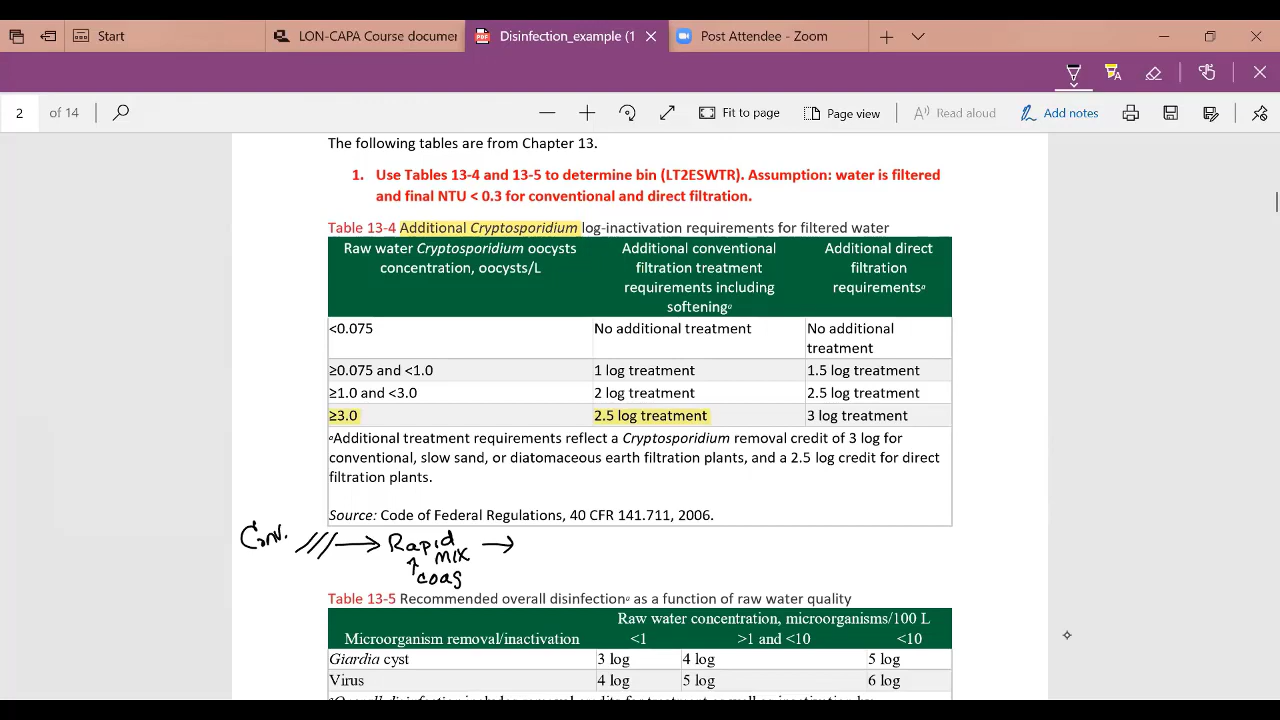 Start
LON-CAPA Course documen
Disinfection_example (1
Post Attendee - Zoom
2 of 14
Fit to page
Page view
Read aloud
Add notes
The following tables are from Chapter 13.
1. Use Tables 13-4 and 13-5 to determine bin (LT2ESWTR). Assumption: water is filtered
and final NTU < 0.3 for conventional and direct filtration.
Table 13-4 Additional Cryptosporidium log-inactivation requirements for filtered water
Raw water Cryptosporidium oocysts
concentration, oocysts/L
Additional conventional
filtration treatment
requirements including
softeningᵃ
Additional direct
filtration
requirementsᵃ
<0.075
No additional treatment
No additional
treatment
≥0.075 and <1.0
1 log treatment
1.5 log treatment
≥1.0 and <3.0
2 log treatment
2.5 log treatment
≥3.0
2.5 log treatment
3 log treatment
ᵃAdditional treatment requirements reflect a Cryptosporidium removal credit of 3 log for
conventional, slow sand, or diatomaceous earth filtration plants, and a 2.5 log credit for direct
filtration plants.
Source: Code of Federal Regulations, 40 CFR 141.711, 2006.
Conv. /// → Rapid →
mix
↑ coag
Table 13-5 Recommended overall disinfectionᵃ as a function of raw water quality
Microorganism removal/inactivation
Raw water concentration, microorganisms/100 L
<1
>1 and <10
<10
Giardia cyst
3 log
4 log
5 log
Virus
4 log
5 log
6 log